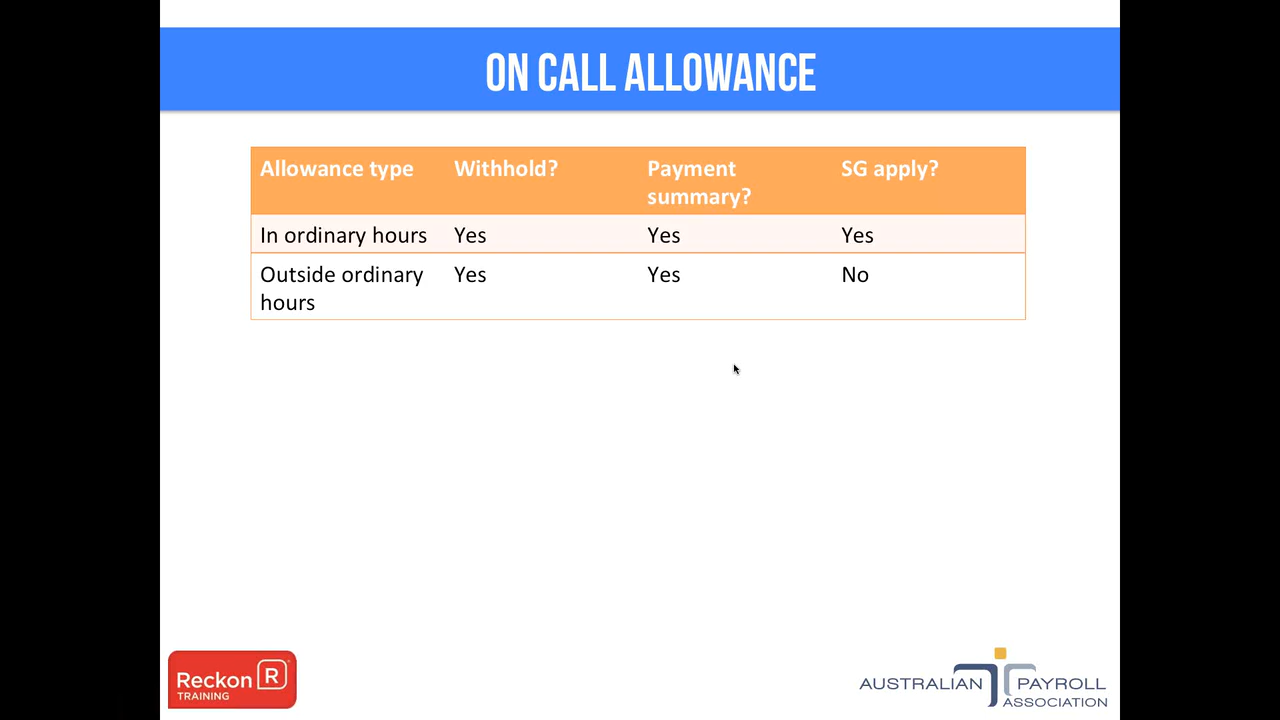 ON CALL ALLOWANCE
Allowance type Withhold? Payment summary? SG apply?
In ordinary hours Yes Yes Yes
Outside ordinary hours Yes Yes No
Reckon R
TRAINING
AUSTRALIAN PAYROLL
ASSOCIATION